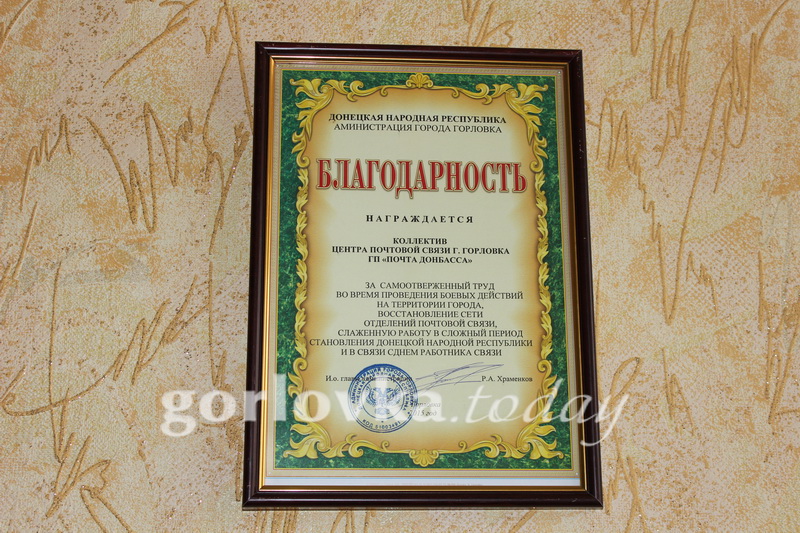 ДОНЕЦКАЯ НАРОДНАЯ РЕСПУБЛИКА
АМИНИСТРАЦИЯ ГОРОДА ГОРЛОВКА
БЛАГОДАРНОСТЬ
НАГРАЖДАЕТСЯ
КОЛЛЕКТИВ
ЦЕНТРА ПОЧТОВОЙ СВЯЗИ Г. ГОРЛОВКА
ГП «ПОЧТА ДОНБАССА»
ЗА САМООТВЕРЖЕННЫЙ ТРУД
ВО ВРЕМЯ ПРОВЕДЕНИЯ БОЕВЫХ ДЕЙСТВИЙ
НА ТЕРРИТОРИИ ГОРОДА,
ВОССТАНОВЛЕНИЕ СЕТИ
ОТДЕЛЕНИЙ ПОЧТОВОЙ СВЯЗИ,
СЛАЖЕННУЮ РАБОТУ В СЛОЖНЫЙ ПЕРИОД
СТАНОВЛЕНИЯ ДОНЕЦКОЙ НАРОДНОЙ РЕСПУБЛИКИ
И В СВЯЗИ СДНЕМ РАБОТНИКА СВЯЗИ
И.о. Р.А. Храменков
gorlovka.today